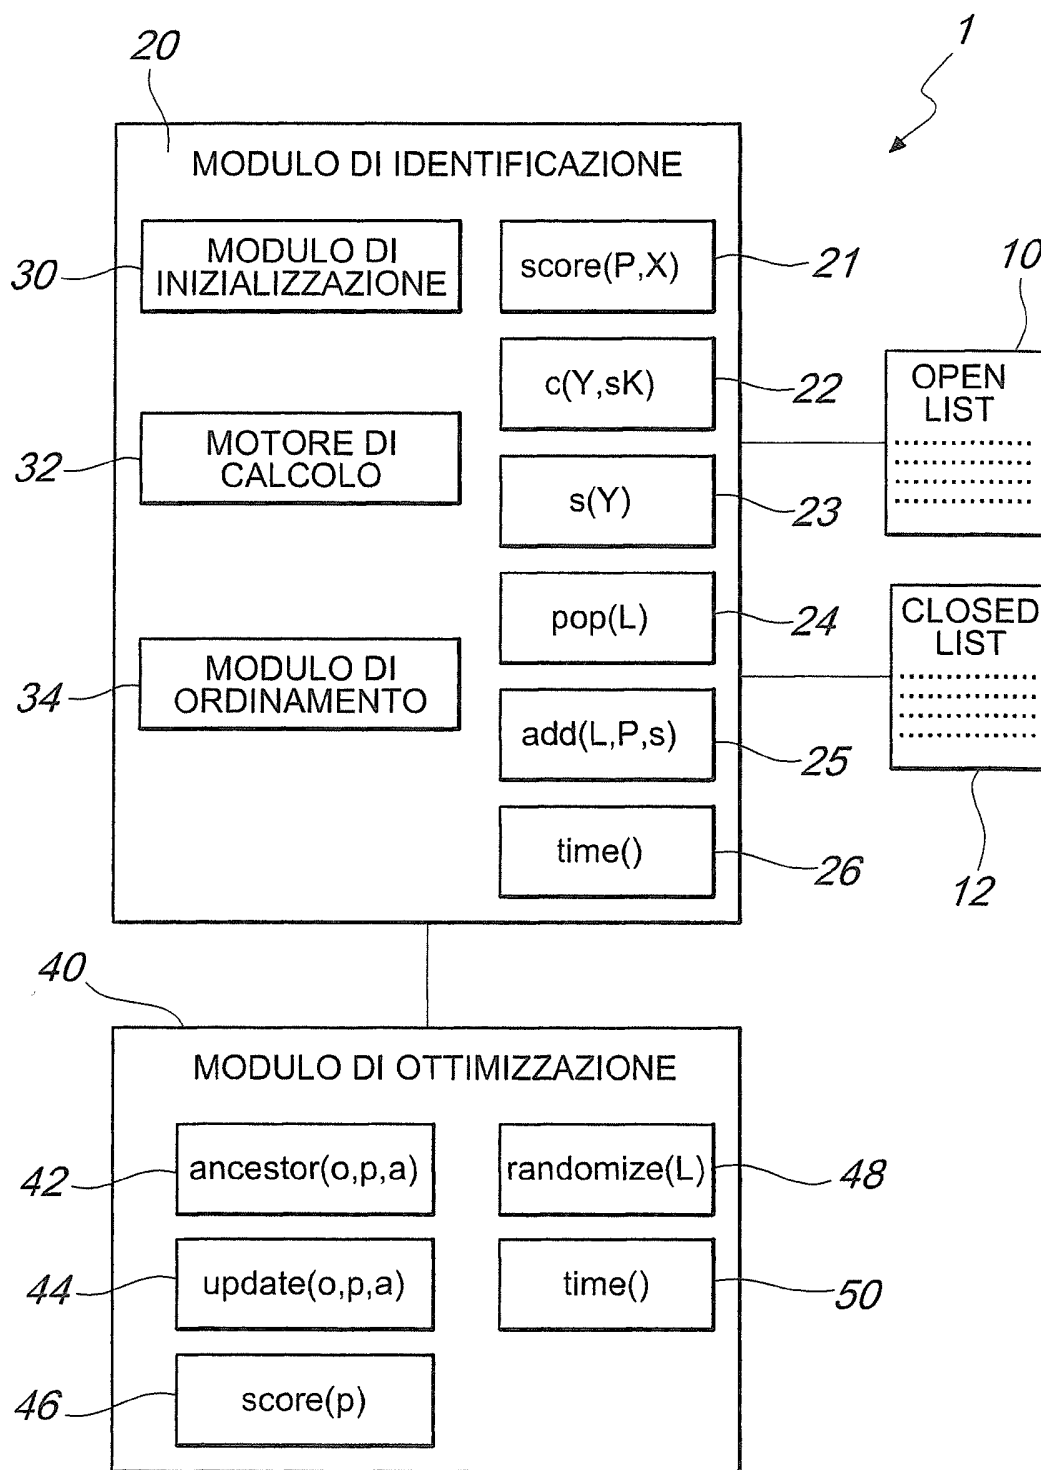 1
20
MODULO DI IDENTIFICAZIONE
30
MODULO DI
INIZIALIZZAZIONE
score(P,X)
21
10
32
MOTORE DI
CALCOLO
c(Y,sK)
22
OPEN
LIST
s(Y)
23
34
MODULO DI
ORDINAMENTO
pop(L)
24
CLOSED
LIST
add(L,P,s)
25
time()
26
12
40
MODULO DI OTTIMIZZAZIONE
42
ancestor(o,p,a)
randomize(L)
48
44
update(o,p,a)
time()
50
46
score(p)